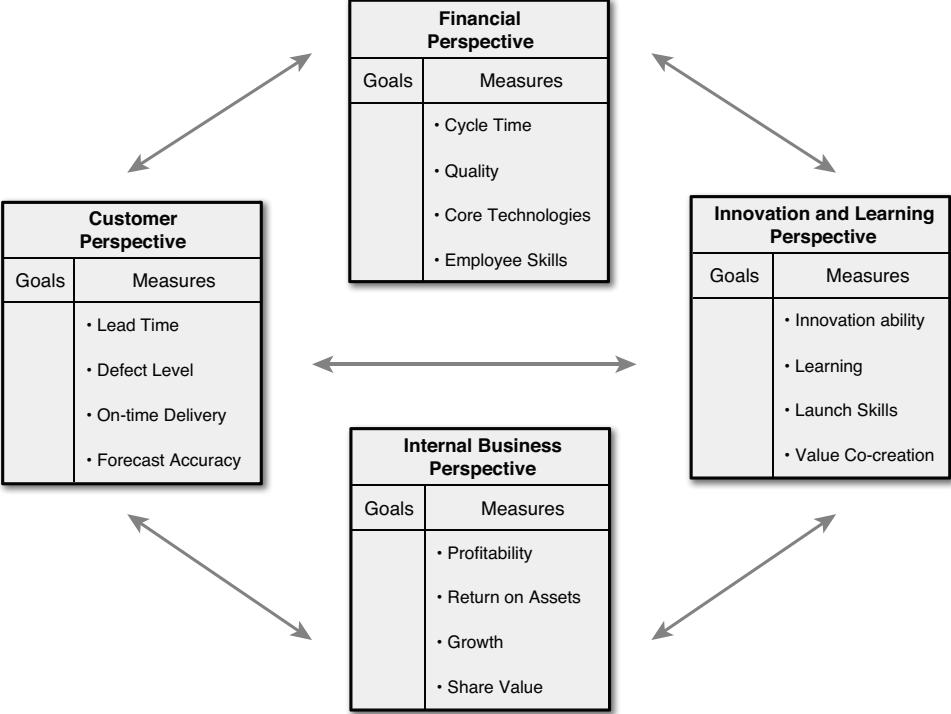 Financial
Perspective
Goals
Measures
• Cycle Time
• Quality
• Core Technologies
• Employee Skills
Customer
Perspective
Goals
Measures
• Lead Time
• Defect Level
• On-time Delivery
• Forecast Accuracy
Innovation and Learning
Perspective
Goals
Measures
• Innovation ability
• Learning
• Launch Skills
• Value Co-creation
Internal Business
Perspective
Goals
Measures
• Profitability
• Return on Assets
• Growth
• Share Value